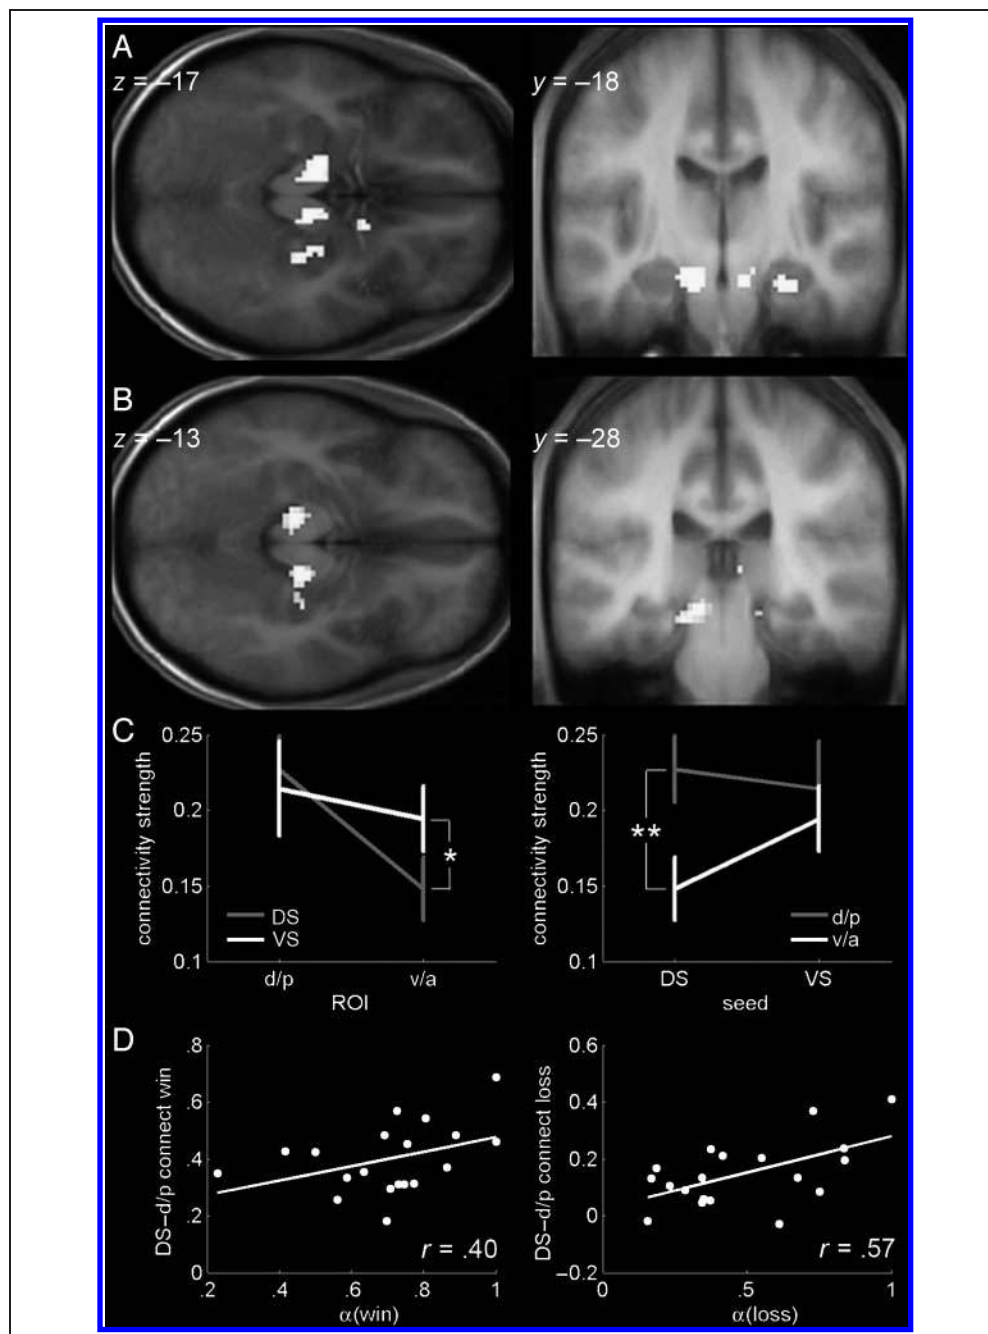 A
z = –17
y = –18
B
z = –13
y = –28
C
connectivity strength
0.25
0.2
0.15
0.1
*
DS
VS
d/p
v/a
ROI
connectivity strength
0.25
0.2
0.15
0.1
**
d/p
v/a
DS
VS
seed
D
DS–d/p connect win
.8
.6
.4
.2
0
r = .40
.2
.4
.6
.8
1
α(win)
DS–d/p connect loss
0.6
0.4
0.2
0
–0.2
r = .57
0
.5
1
α(loss)